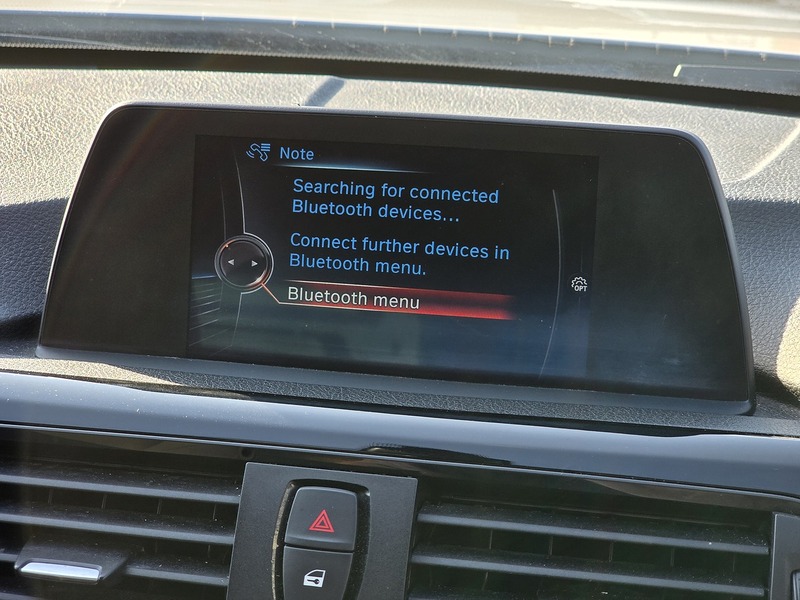 Note
Searching for connected
Bluetooth devices...
Connect further devices in
Bluetooth menu.
Bluetooth menu
OPT